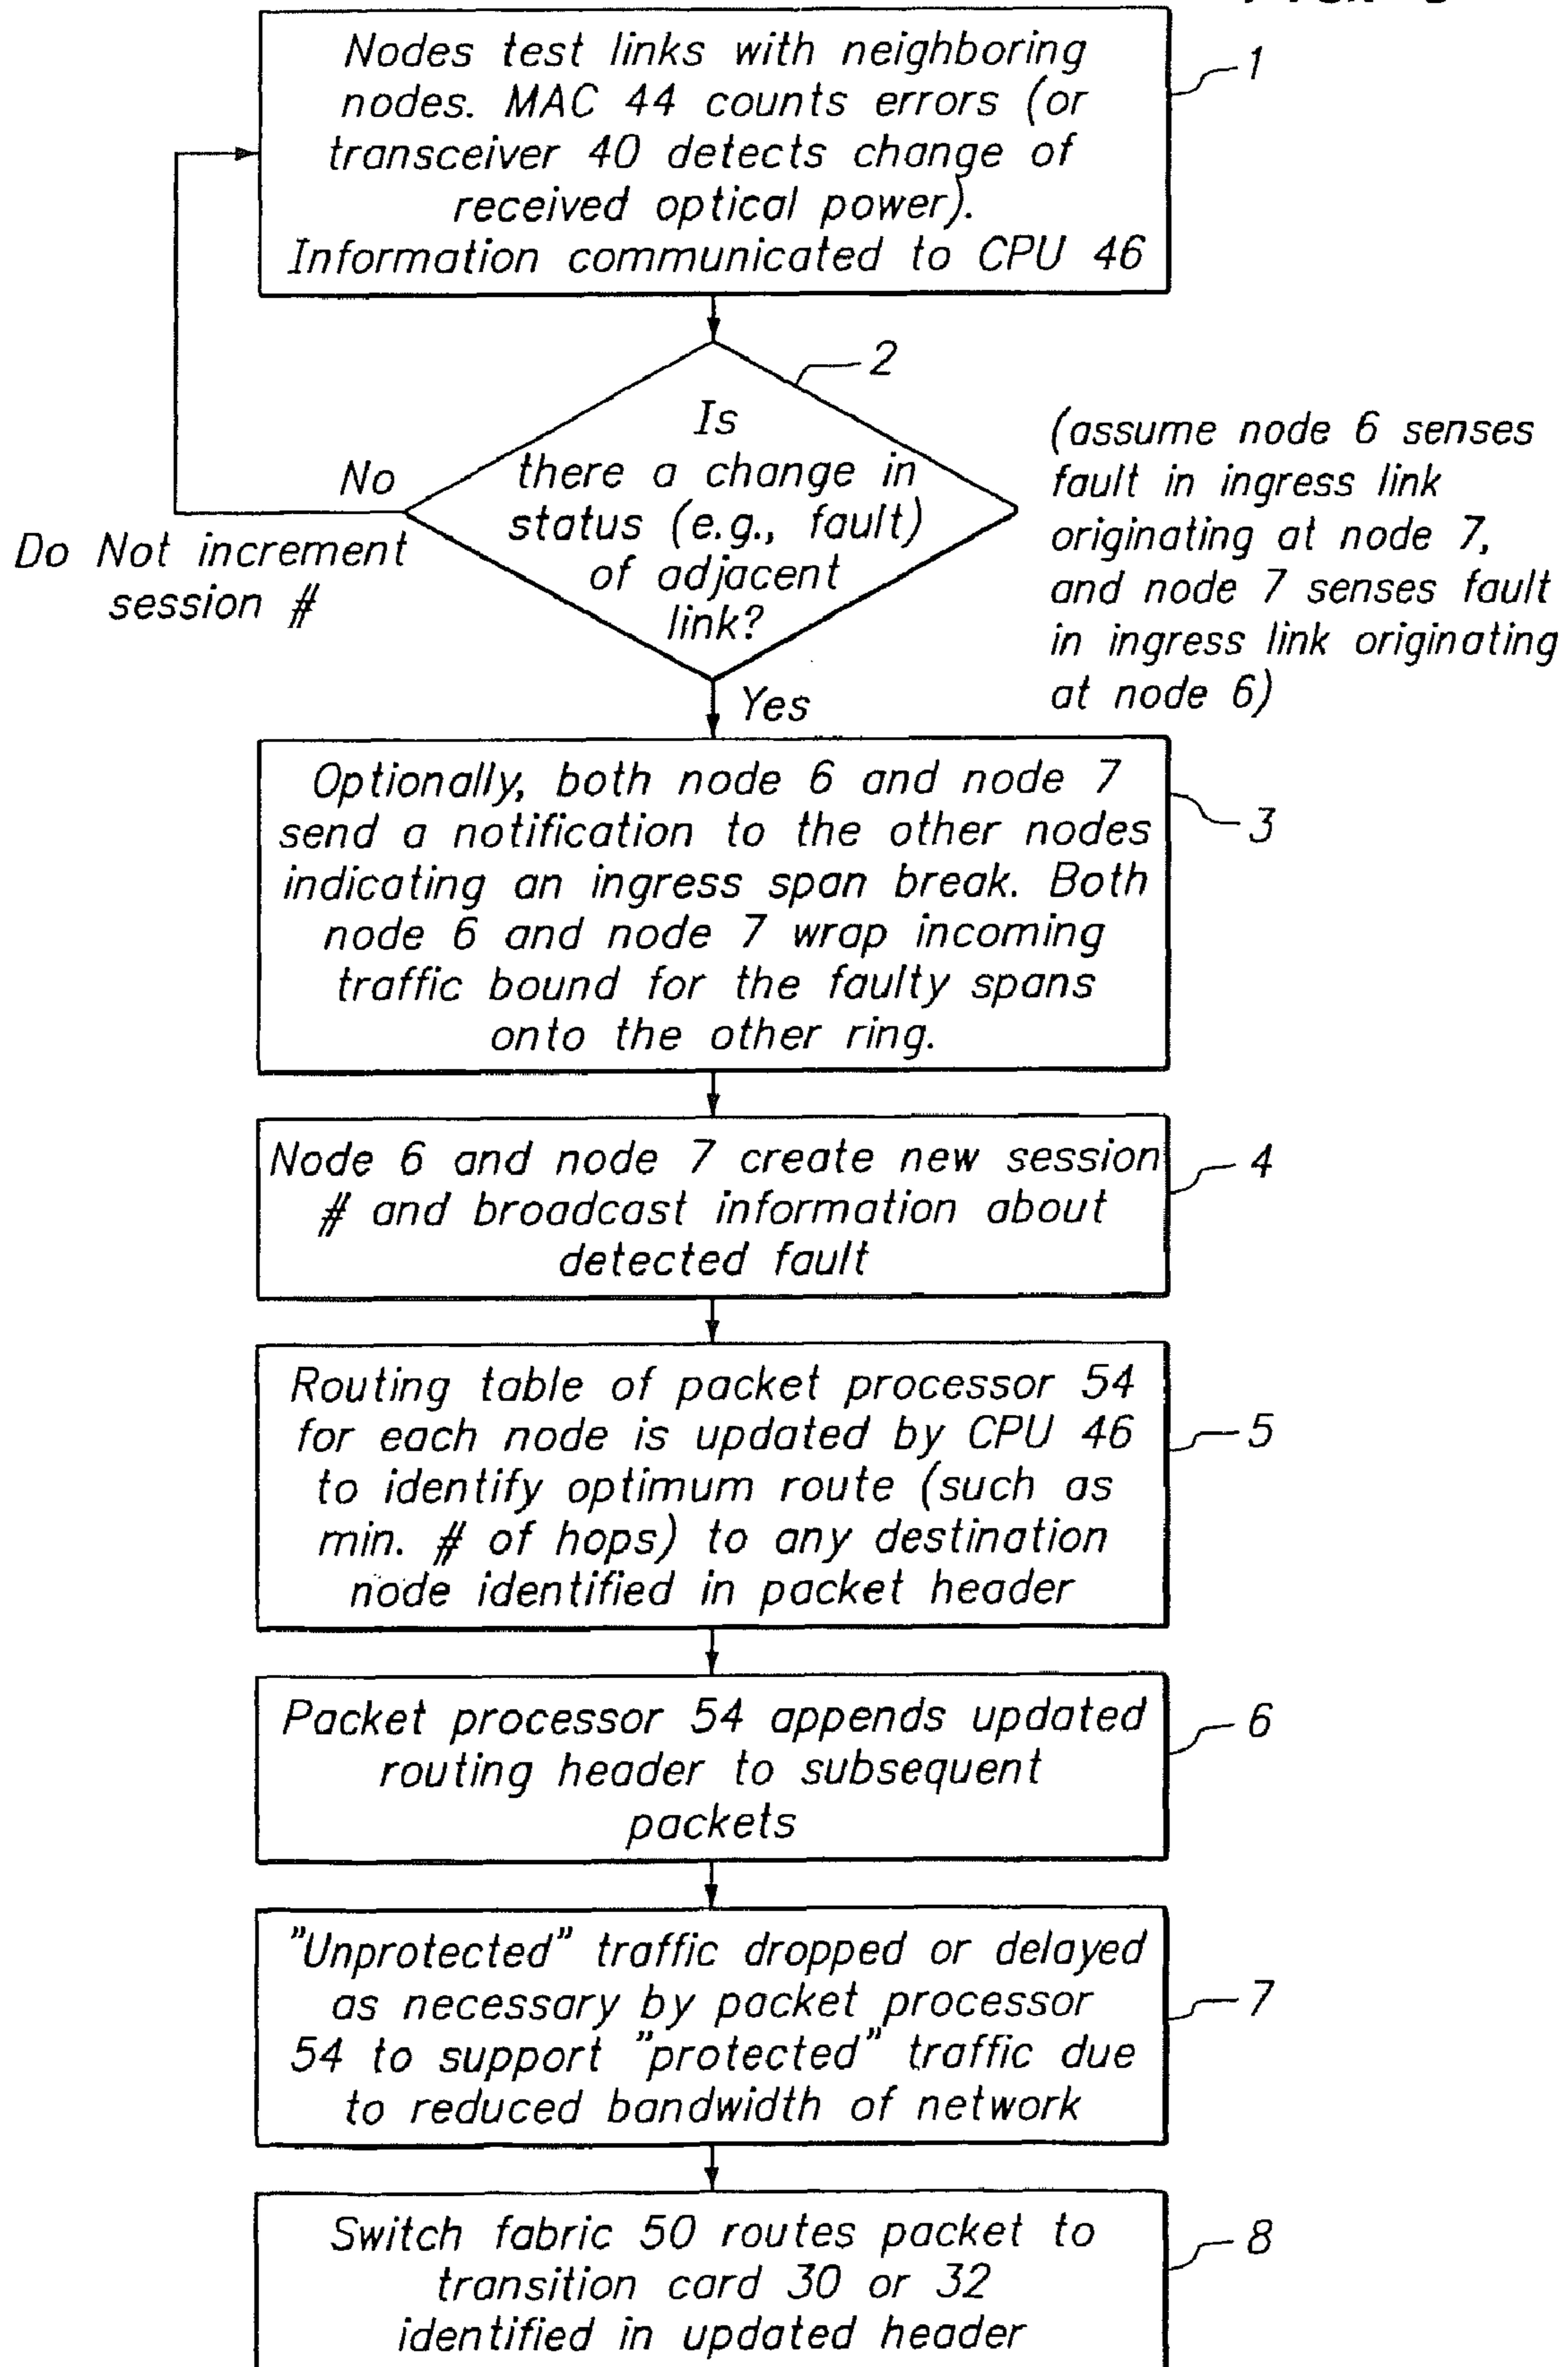 Nodes test links with neighboring
nodes. MAC 44 counts errors (or
transceiver 40 detects change of
received optical power).
Information communicated to CPU 46
1
2
Is
there a change in
status (e.g., fault)
of adjacent
link?
No
Do Not increment
session #
(assume node 6 senses
fault in ingress link
originating at node 7,
and node 7 senses fault
in ingress link originating
at node 6)
Yes
Optionally, both node 6 and node 7
send a notification to the other nodes
indicating an ingress span break. Both
node 6 and node 7 wrap incoming
traffic bound for the faulty spans
onto the other ring.
3
Node 6 and node 7 create new session
# and broadcast information about
detected fault
4
Routing table of packet processor 54
for each node is updated by CPU 46
to identify optimum route (such as
min. # of hops) to any destination
node identified in packet header
5
Packet processor 54 appends updated
routing header to subsequent
packets
6
"Unprotected" traffic dropped or delayed
as necessary by packet processor
54 to support "protected" traffic due
to reduced bandwidth of network
7
Switch fabric 50 routes packet to
transition card 30 or 32
identified in updated header
8